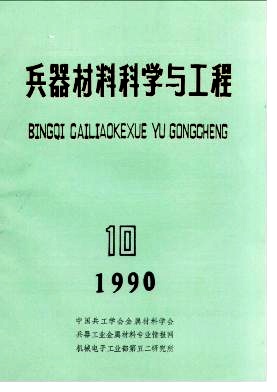 兵器材料科学与工程
BINGQI CAILIAOKEXUE YU GONGCHENG
10
1990
中国兵工学会金属材料学会
兵器工业金属材料专业情报网
机械电子工业部第五二研究所